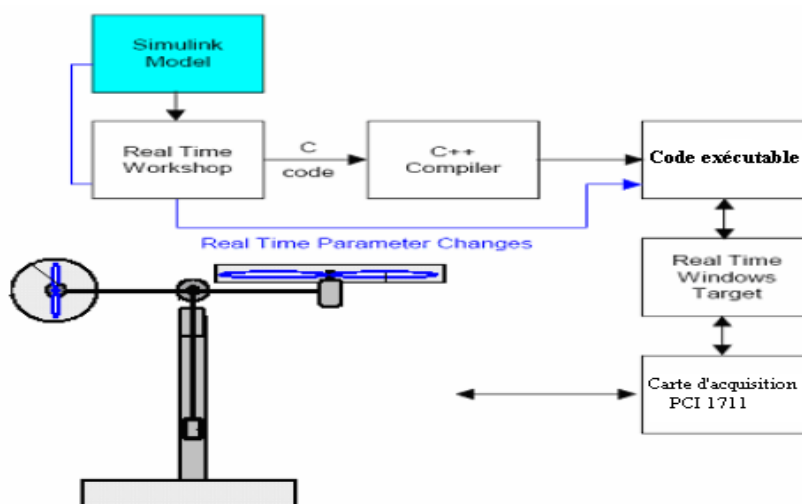 Simulink
Model
Real Time
Workshop
C
code
C++
Compiler
Code exécutable
Real Time Parameter Changes
Real Time
Windows
Target
Carte d'acquisition
PCI 1711